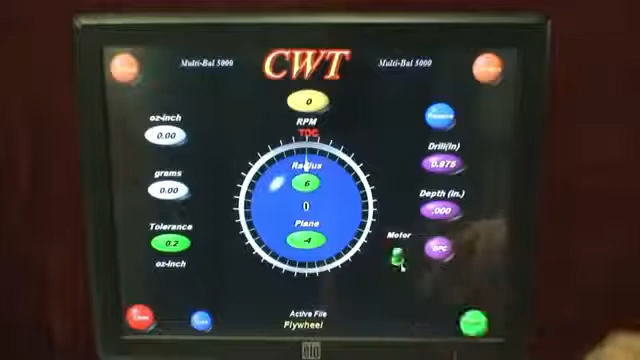 Multi-Bal 5000
CWT
Multi-Bal 5000
0
RPM
TDC
oz-inch
0.00
grams
0.00
Tolerance
0.2
oz-inch
Radius
6
0
Plane
-4
Drill(in)
0.875
Depth (in.)
.000
Motor
Active File
Flywheel
elo